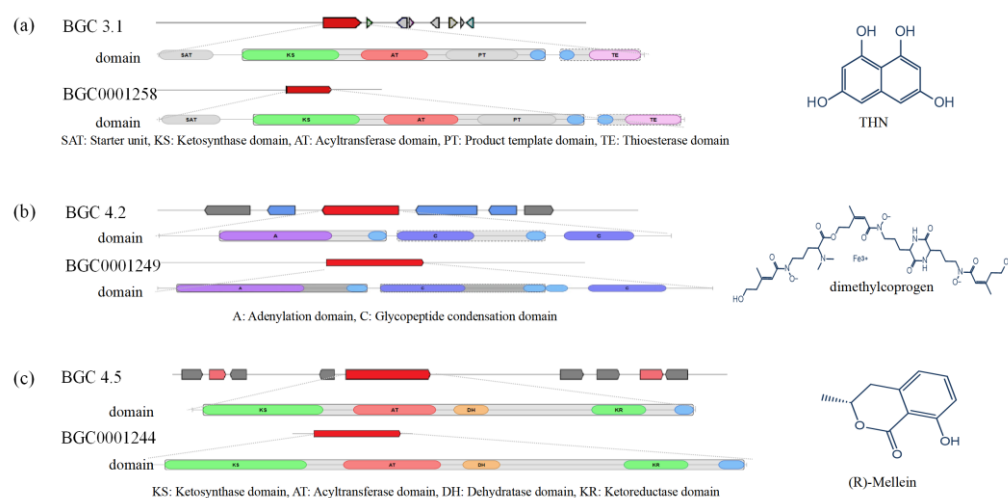 (a)
BGC 3.1
domain
SAT KS AT PT TE
BGC0001258
domain
SAT KS AT PT TE
SAT: Starter unit, KS: Ketosynthase domain, AT: Acyltransferase domain, PT: Product template domain, TE: Thioesterase domain
OH OH
HO OH
THN
(b)
BGC 4.2
domain
A C C
BGC0001249
domain
A C C
A: Adenylation domain, C: Glycopeptide condensation domain
Fe3+
dimethylcoprogen
(c)
BGC 4.5
domain
KS AT DH KR
BGC0001244
domain
KS AT DH KR
KS: Ketosynthase domain, AT: Acyltransferase domain, DH: Dehydratase domain, KR: Ketoreductase domain
O
O OH
(R)-Mellein